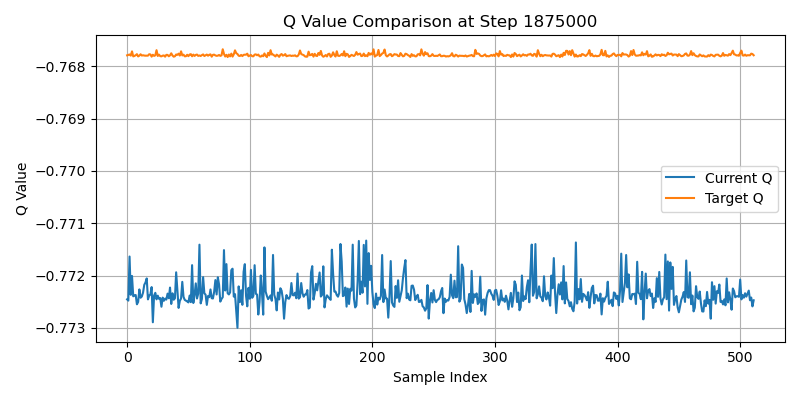 Q Value Comparison at Step 1875000
Q Value
−0.768
−0.769
−0.770
−0.771
−0.772
−0.773
Current Q
Target Q
0
100
200
300
400
500
Sample Index